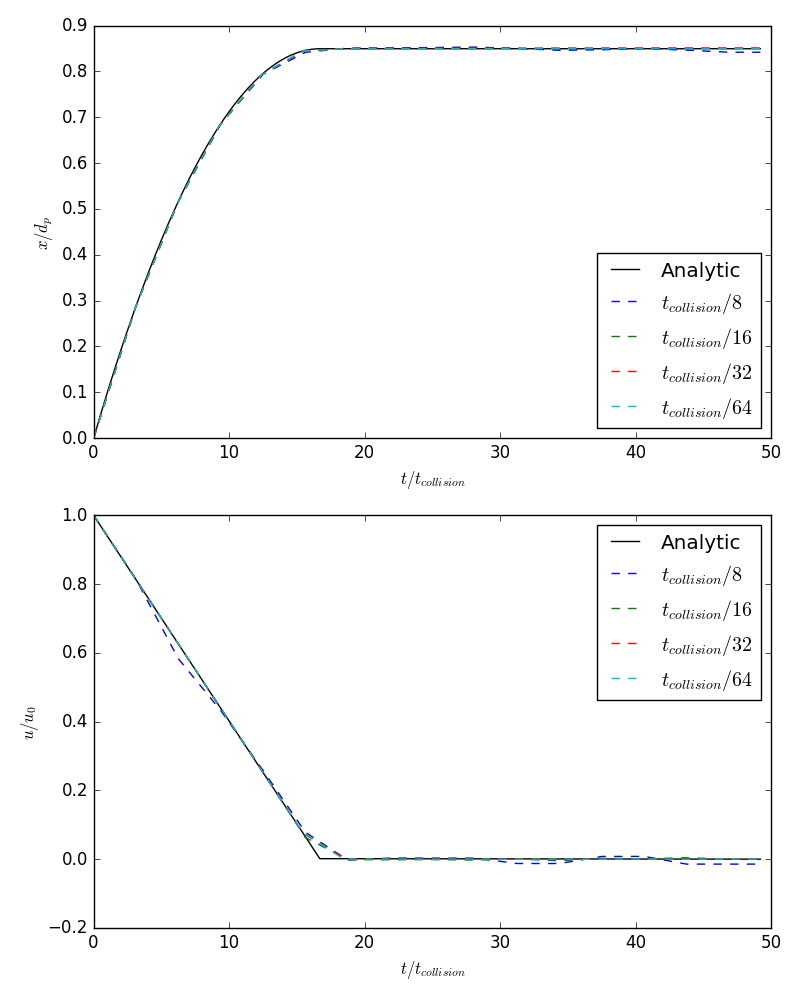 0.9
0.8
0.7
0.6
0.5
0.4
0.3
0.2
0.1
0.0
x/d_p
Analytic
t_collision/8
t_collision/16
t_collision/32
t_collision/64
0 10 20 30 40 50
t/t_collision
1.0
0.8
0.6
0.4
0.2
0.0
−0.2
u/u_0
Analytic
t_collision/8
t_collision/16
t_collision/32
t_collision/64
0 10 20 30 40 50
t/t_collision